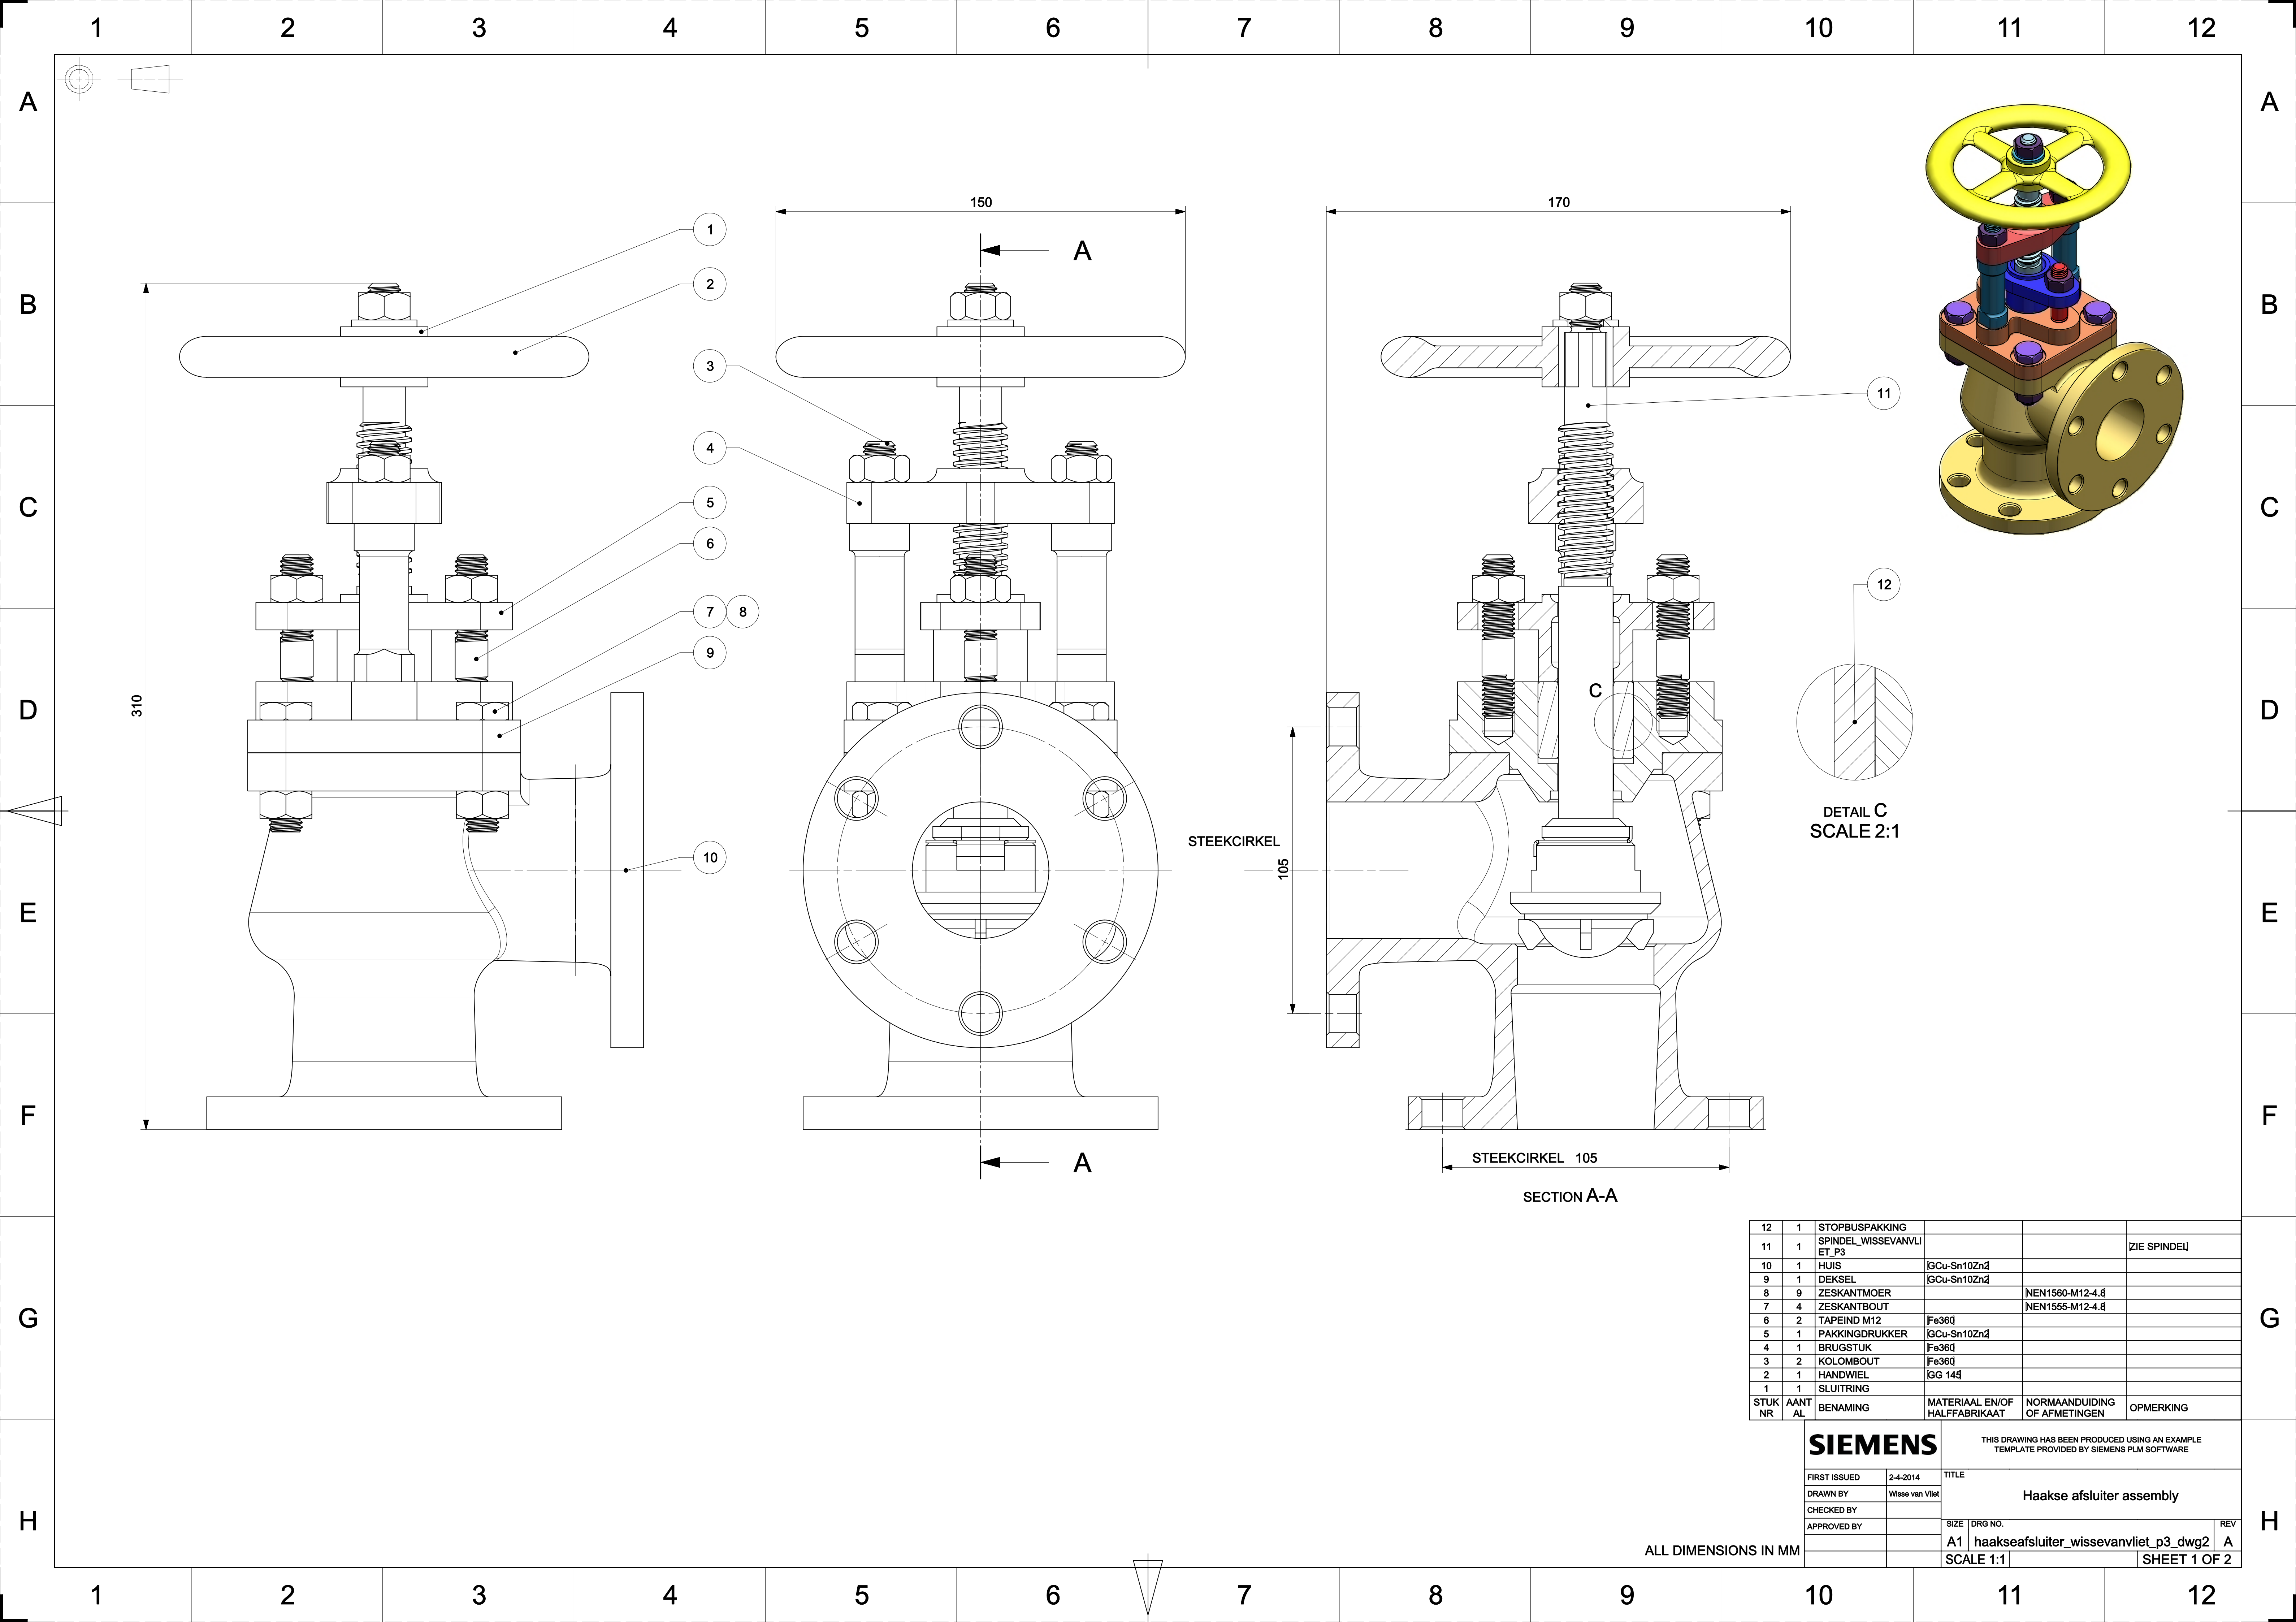 1 2 3 4 5 6 7 8 9 10 11 12
A A
B B
C C
D D
E E
F F
G G
H H
150
170
A
1
2
3
4
5
6
7 8
9
10
11
12
310
C
STEEKCIRKEL
105
DETAIL C
SCALE 2:1
A
STEEKCIRKEL 105
SECTION A-A
12 1 STOPBUSPAKKING
11 1 SPINDEL_WISSEVANVLI
ET_P3 ZIE SPINDEL
10 1 HUIS GCu-Sn10Zn2
9 1 DEKSEL GCu-Sn10Zn2
8 9 ZESKANTMOER NEN1560-M12-4.8
7 4 ZESKANTBOUT NEN1555-M12-4.8
6 2 TAPEIND M12 Fe360
5 1 PAKKINGDRUKKER GCu-Sn10Zn2
4 1 BRUGSTUK Fe360
3 2 KOLOMBOUT Fe360
2 1 HANDWIEL GG 145
1 1 SLUITRING
STUK AANT BENAMING MATERIAAL EN/OF NORMAANDUIDING OPMERKING
NR AL HALFFABRIKAAT OF AFMETINGEN
SIEMENS
THIS DRAWING HAS BEEN PRODUCED USING AN EXAMPLE
TEMPLATE PROVIDED BY SIEMENS PLM SOFTWARE
FIRST ISSUED 2-4-2014
DRAWN BY Wisse van Vliet
CHECKED BY
APPROVED BY
TITLE
Haakse afsluiter assembly
SIZE DRG NO. REV
A1 haakseafsluiter_wissevanvliet_p3_dwg2 A
SCALE 1:1 SHEET 1 OF 2
ALL DIMENSIONS IN MM
1 2 3 4 5 6 7 8 9 10 11 12